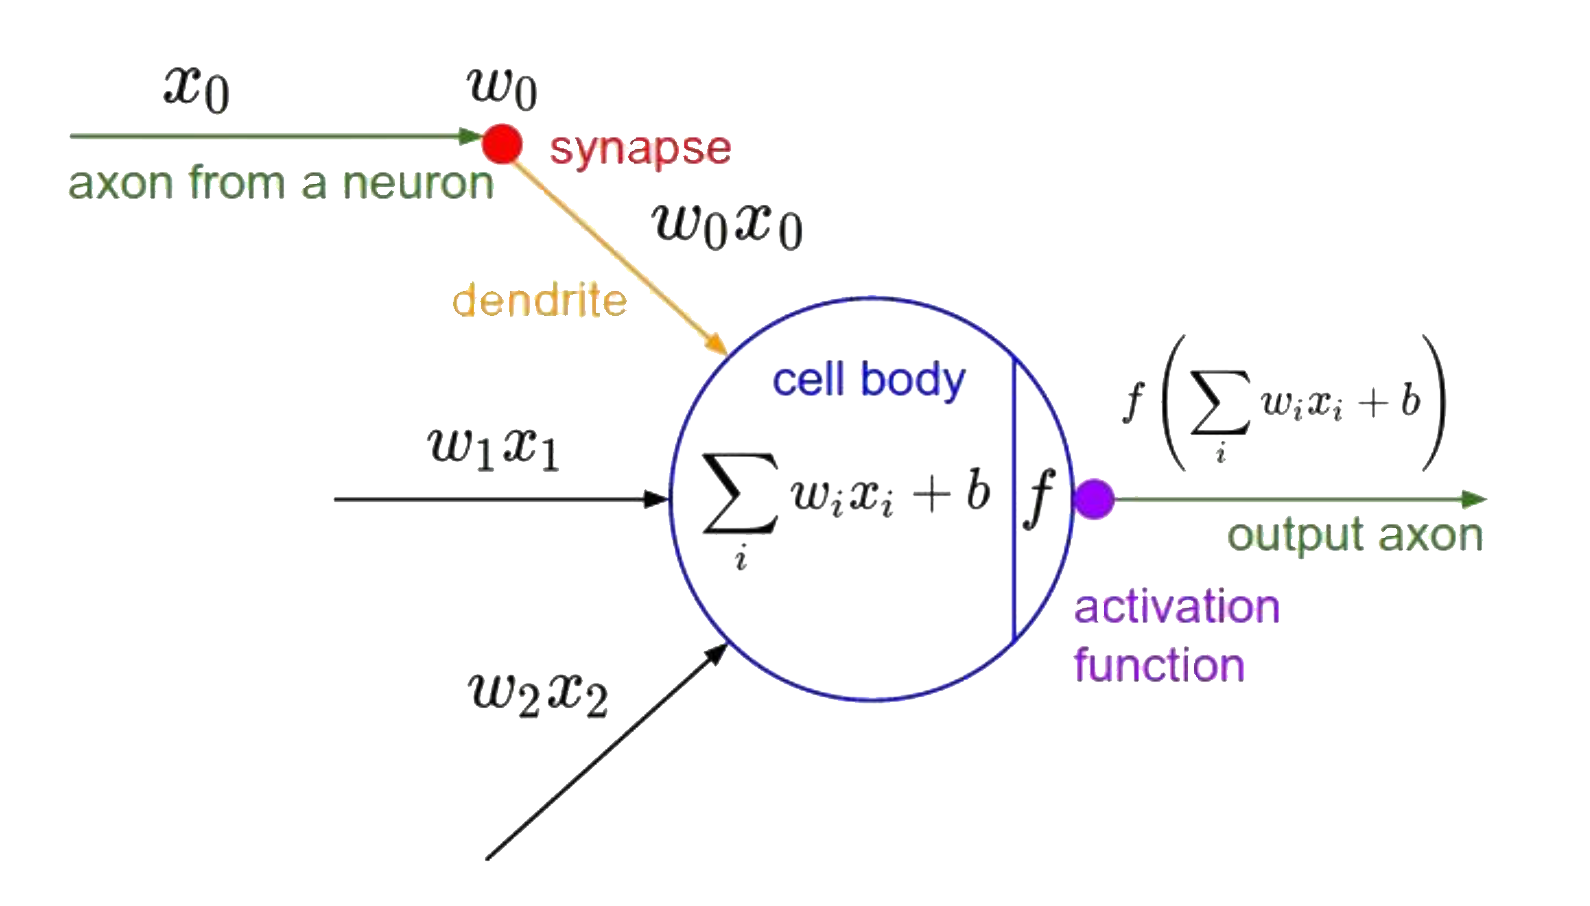 x₀
w₀
synapse
axon from a neuron
w₀x₀
dendrite
cell body
f(∑ᵢ wᵢxᵢ + b)
w₁x₁
∑ᵢ wᵢxᵢ + b
f
output axon
activation
function
w₂x₂